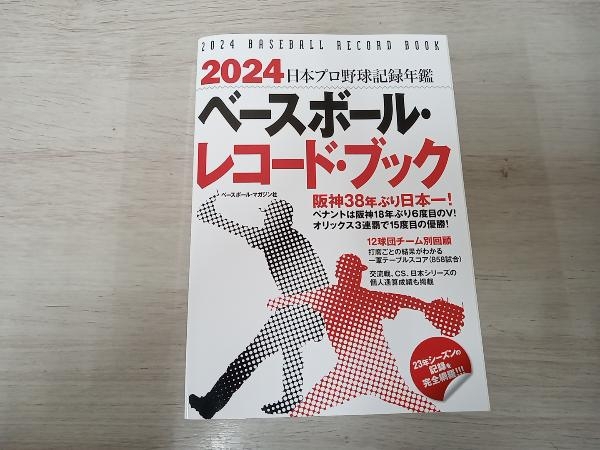 2024 BASEBALL RECORD BOOK
2024日本プロ野球記録年鑑
ベースボール・
レコード・ブック
ベースボール・マガジン社
阪神38年ぶり日本一!
ペナントは阪神18年ぶり6度目のV!
オリックス3連覇で15度目の優勝!
12球団チーム別回顧
打席ごとの結果がわかる
一軍テーブルスコア(858試合)
交流戦、CS、日本シリーズの
個人通算成績も掲載
23年シーズンの
記録を
完全網羅!!!